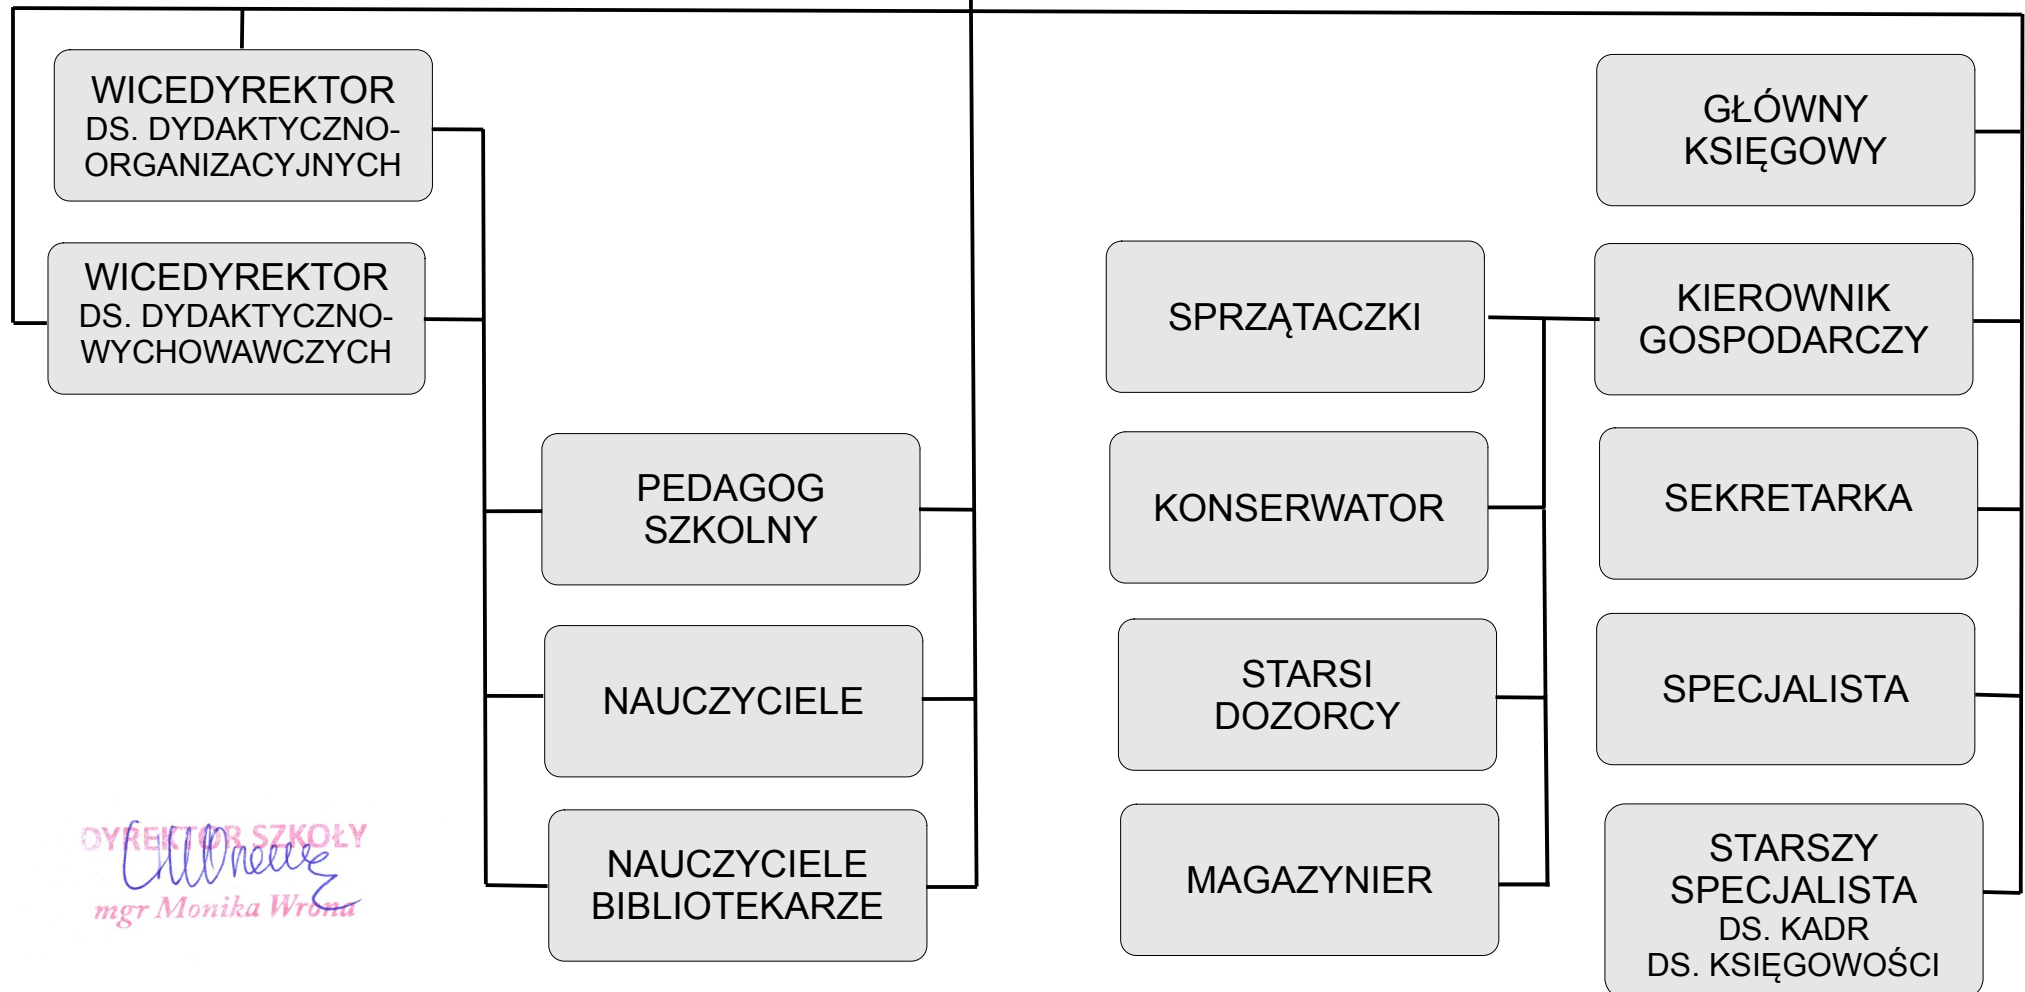 WICEDYREKTOR
DS. DYDAKTYCZNO-
ORGANIZACYJNYCH
WICEDYREKTOR
DS. DYDAKTYCZNO-
WYCHOWAWCZYCH
PEDAGOG
SZKOLNY
NAUCZYCIELE
NAUCZYCIELE
BIBLIOTEKARZE
SPRZĄTACZKI
KONSERWATOR
STARSI
DOZORCY
MAGAZYNIER
GŁÓWNY
KSIĘGOWY
KIEROWNIK
GOSPODARCZY
SEKRETARKA
SPECJALISTA
STARSZY
SPECJALISTA
DS. KADR
DS. KSIĘGOWOŚCI
DYREKTOR SZKOŁY
mgr Monika Wrona